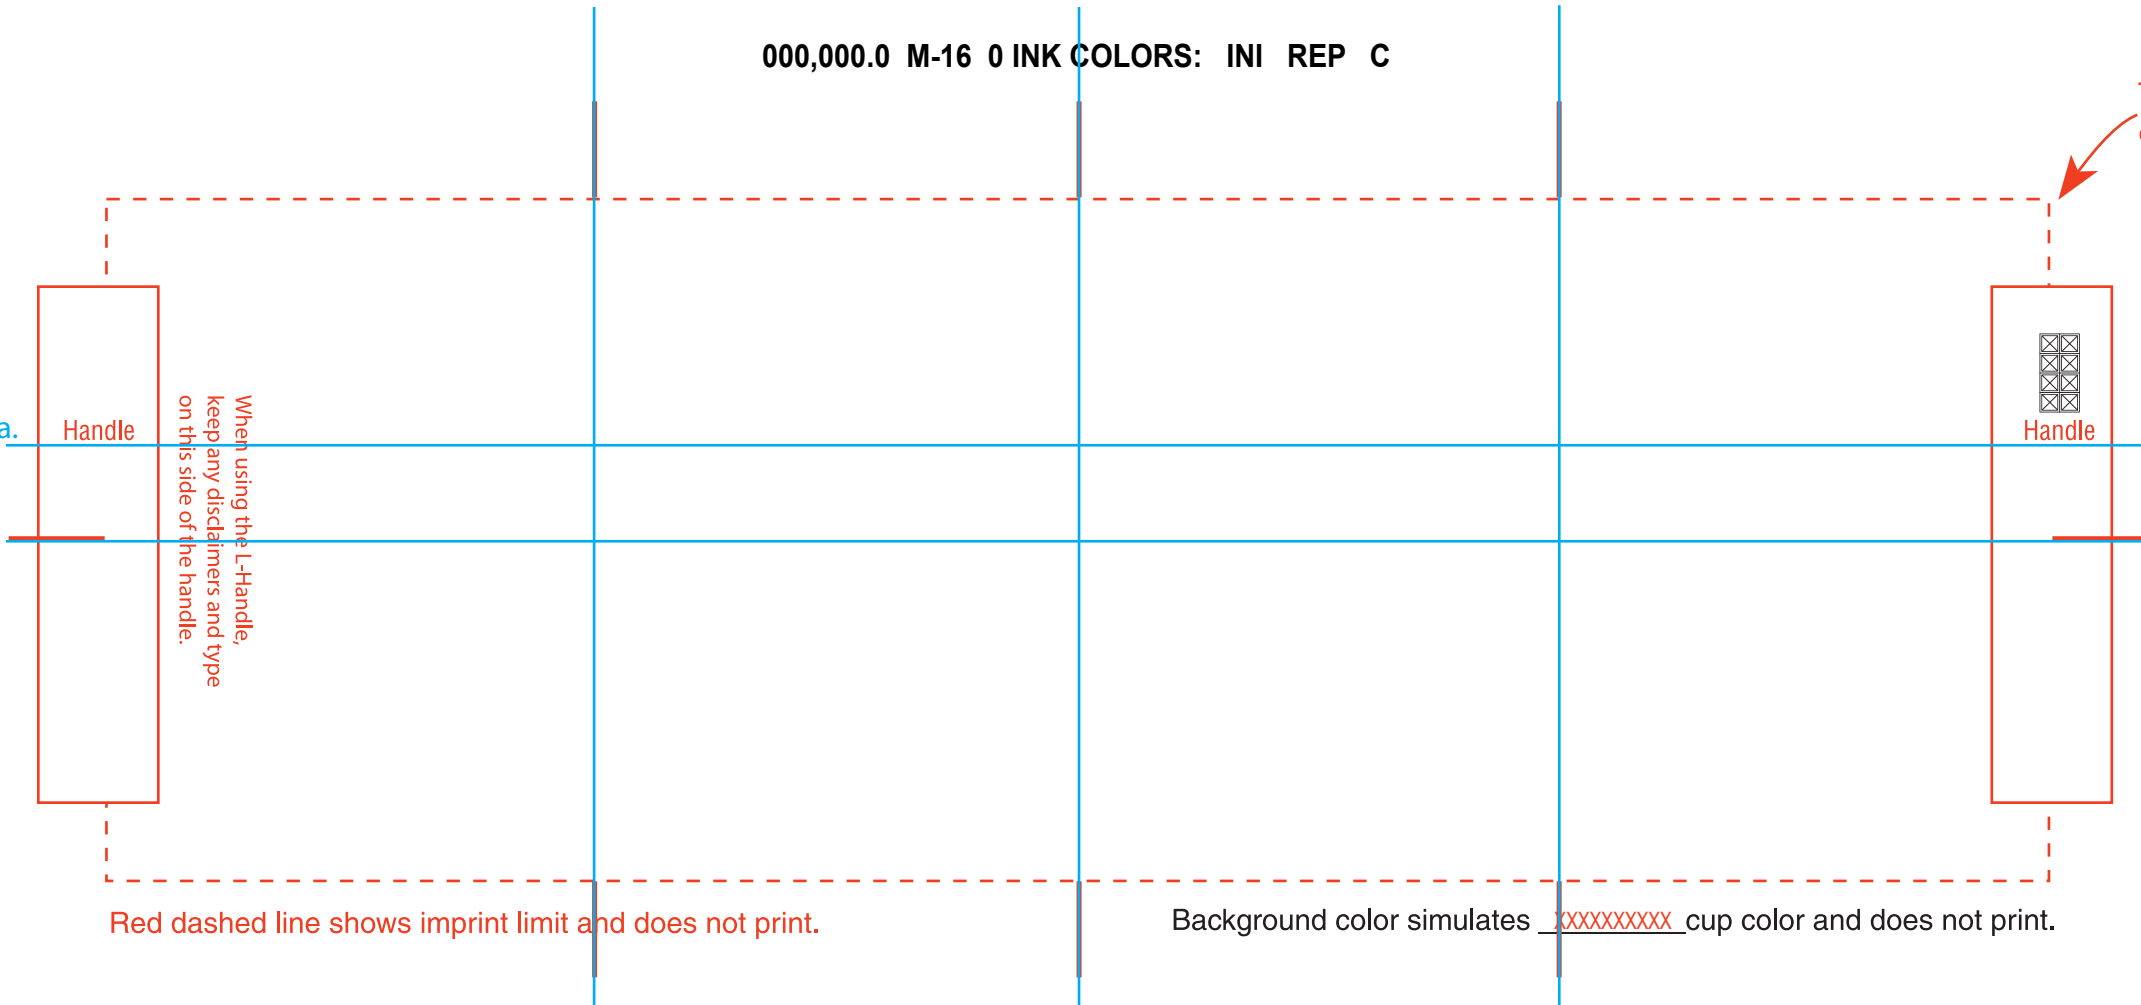 000,000.0 M-16 0 INK COLORS: INI REP C
a.
Handle
When using the L-Handle,
keep any disclaimers and type
on this side of the handle.
Handle
Red dashed line shows imprint limit and does not print.
Background color simulates XXXXXXXXXX cup color and does not print.